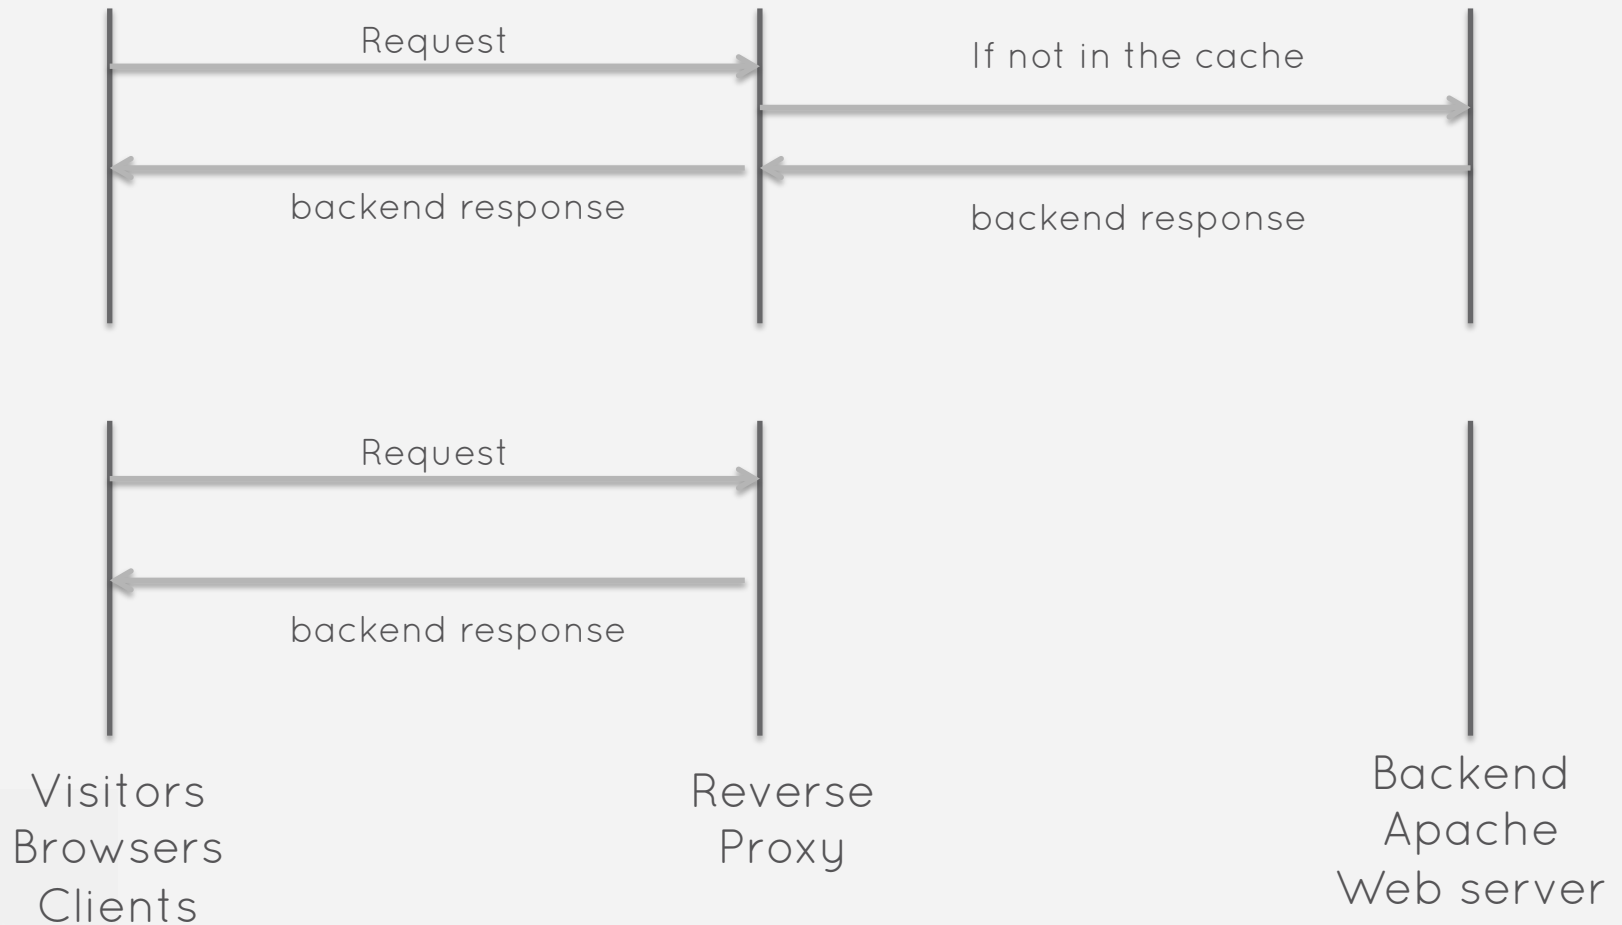 Request
If not in the cache
backend response
backend response
Request
backend response
Visitors
Browsers
Clients
Reverse
Proxy
Backend
Apache
Web server